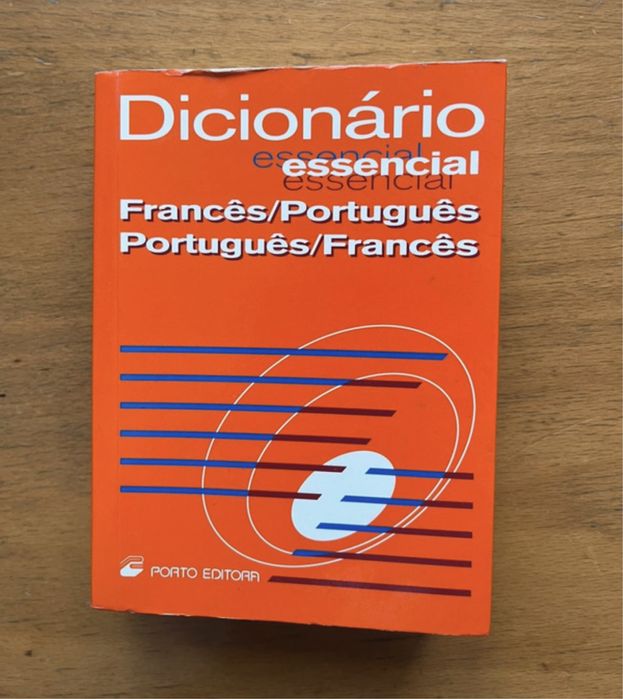 Dicionário
essencial
essencial
essencial
Francês/Português
Português/Francês
PORTO EDITORA